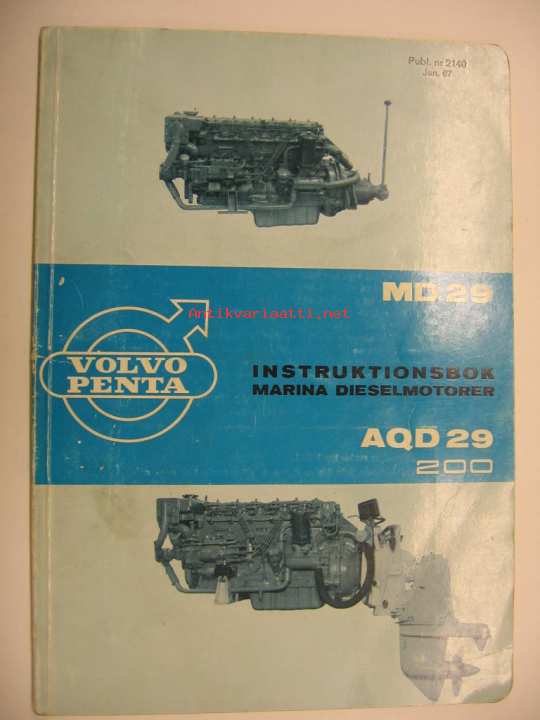 Publ. nr 2140
Jan. 67
MD 29
Antikvariaatti.net
VOLVO
PENTA
INSTRUKTIONSBOK
MARINA DIESELMOTORER
AQD 29
200